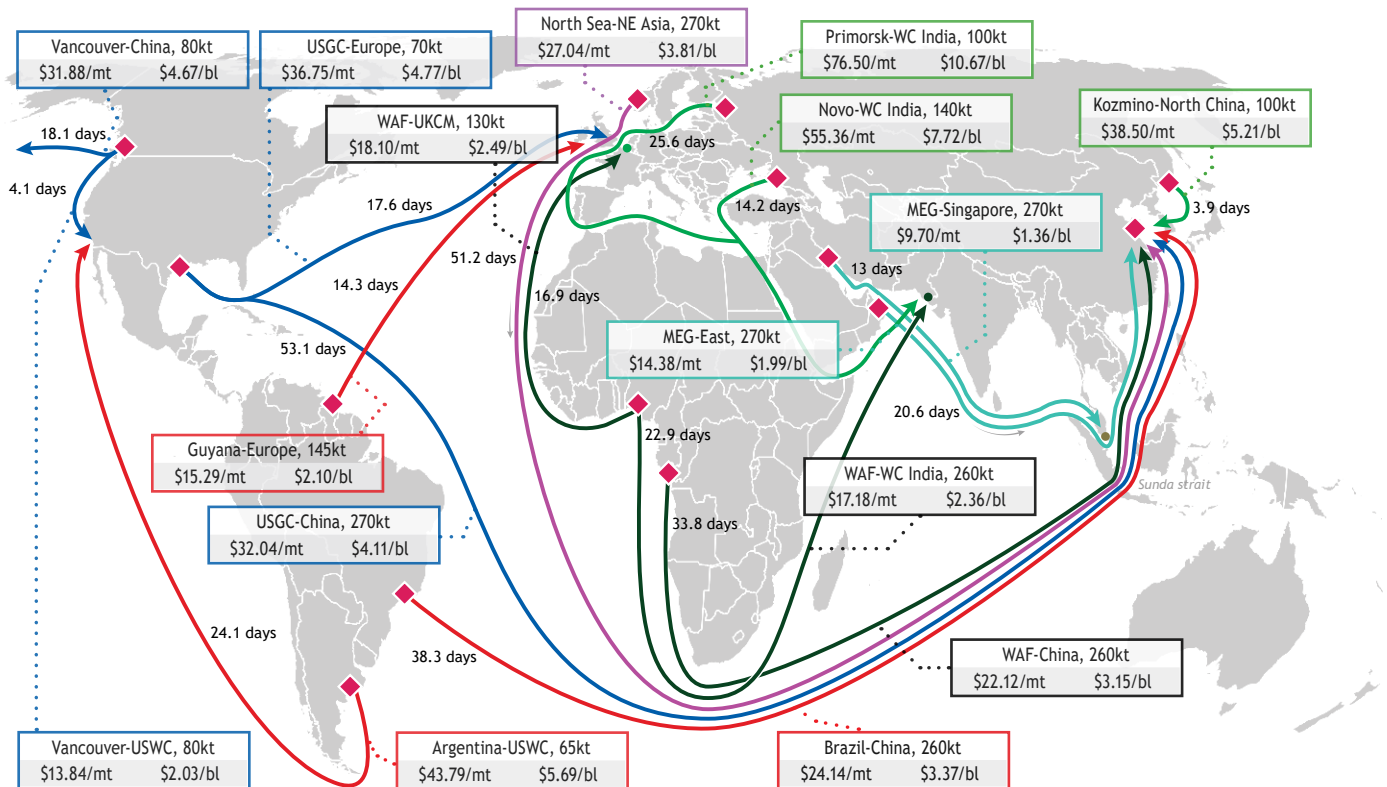 North Sea-NE Asia, 270kt
$27.04/mt $3.81/bl
Vancouver-China, 80kt
$31.88/mt $4.67/bl
USGC-Europe, 70kt
$36.75/mt $4.77/bl
Primorsk-WC India, 100kt
$76.50/mt $10.67/bl
WAF-UKCM, 130kt
$18.10/mt $2.49/bl
Novo-WC India, 140kt
$55.36/mt $7.72/bl
Kozmino-North China, 100kt
$38.50/mt $5.21/bl
18.1 days
25.6 days
4.1 days
17.6 days
14.2 days
MEG-Singapore, 270kt
$9.70/mt $1.36/bl
3.9 days
51.2 days
13 days
14.3 days
16.9 days
53.1 days
MEG-East, 270kt
$14.38/mt $1.99/bl
20.6 days
22.9 days
Guyana-Europe, 145kt
$15.29/mt $2.10/bl
WAF-WC India, 260kt
$17.18/mt $2.36/bl
Sunda strait
USGC-China, 270kt
$32.04/mt $4.11/bl
33.8 days
24.1 days
38.3 days
WAF-China, 260kt
$22.12/mt $3.15/bl
Vancouver-USWC, 80kt
$13.84/mt $2.03/bl
Argentina-USWC, 65kt
$43.79/mt $5.69/bl
Brazil-China, 260kt
$24.14/mt $3.37/bl